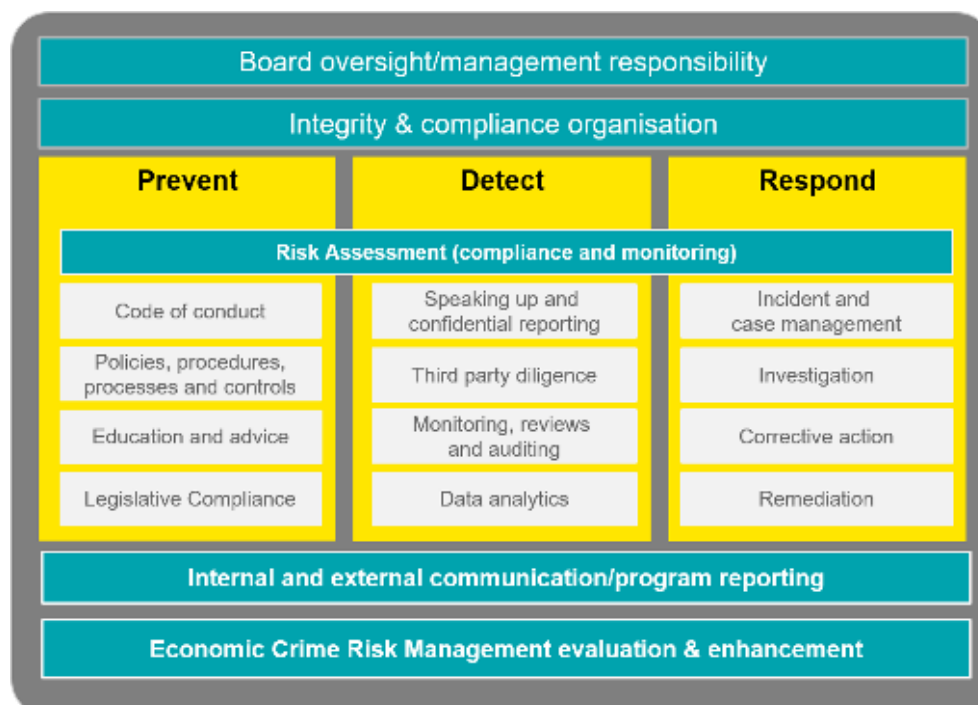 Board oversight/management responsibility
Integrity & compliance organisation
Prevent
Detect
Respond
Risk Assessment (compliance and monitoring)
Code of conduct
Policies, procedures,
processes and controls
Education and advice
Legislative Compliance
Speaking up and
confidential reporting
Third party diligence
Monitoring, reviews
and auditing
Data analytics
Incident and
case management
Investigation
Corrective action
Remediation
Internal and external communication/program reporting
Economic Crime Risk Management evaluation & enhancement